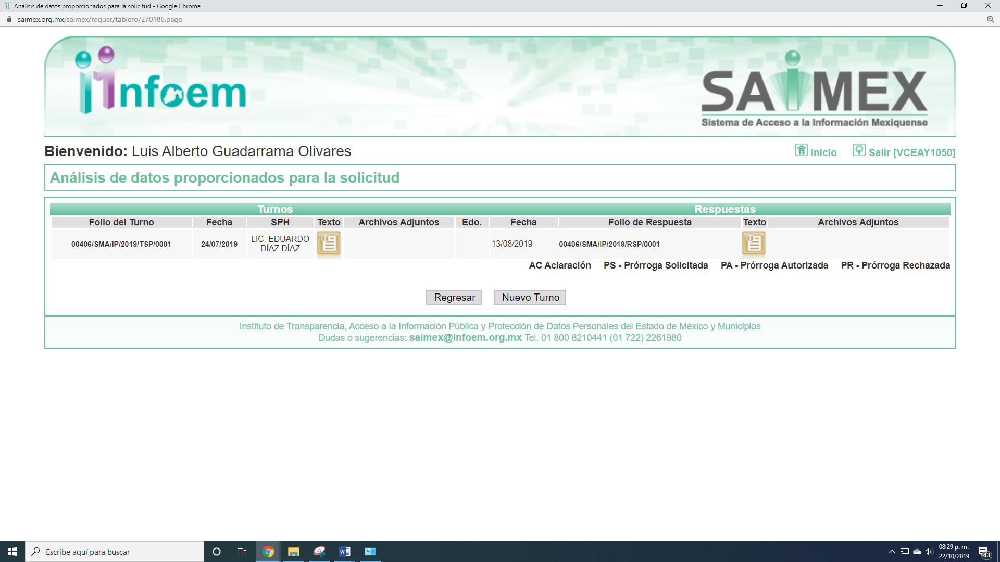 Análisis de datos proporcionados para la solicitud - Google Chrome
saimex.org.mx/saimex/requer/tablero/270186.page
infoem
SAIMEX
Sistema de Acceso a la Información Mexiquense
Bienvenido: Luis Alberto Guadarrama Olivares
Inicio Salir [VCEAY1050]
Análisis de datos proporcionados para la solicitud
Turnos Respuestas
Folio del Turno Fecha SPH Texto Archivos Adjuntos Edo. Fecha Folio de Respuesta Texto Archivos Adjuntos
00406/SMA/IP/2019/TSP/0001 24/07/2019 LIC. EDUARDO DÍAZ DÍAZ 13/08/2019 00406/SMA/IP/2019/RSP/0001
AC Aclaración PS - Prórroga Solicitada PA - Prórroga Autorizada PR - Prórroga Rechazada
Regresar Nuevo Turno
Instituto de Transparencia, Acceso a la Información Pública y Protección de Datos Personales del Estado de México y Municipios
Dudas o sugerencias: saimex@infoem.org.mx Tel. 01 800 8210441 (01 722) 2261980
Escribe aquí para buscar
08:29 p. m.
22/10/2019
43